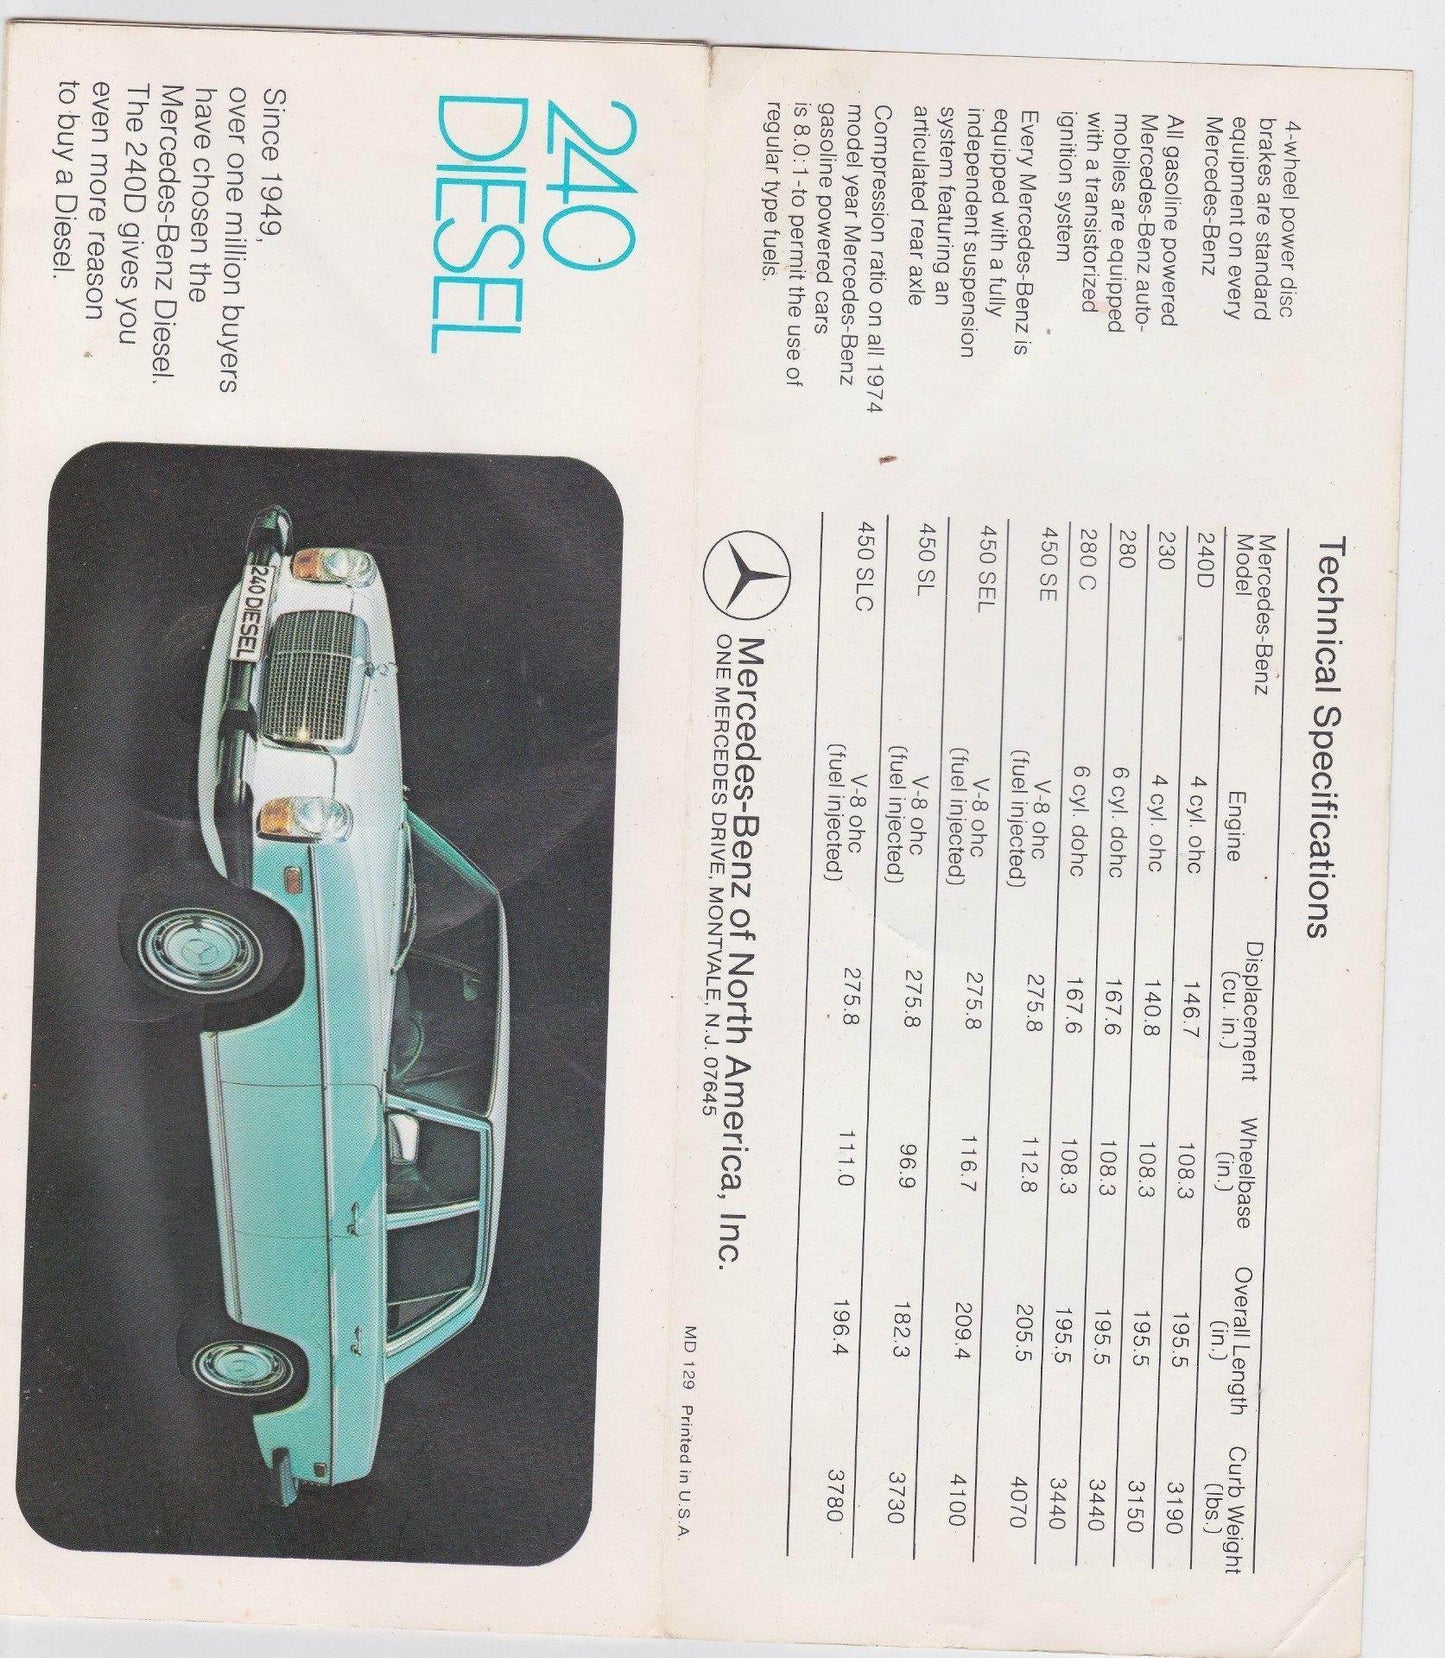 4-wheel power disc
brakes are standard
equipment on every
Mercedes-Benz
All gasoline powered
Mercedes-Benz auto-
mobiles are equipped
with a transistorized
ignition system
Every Mercedes-Benz is
equipped with a fully
independent suspension
system featuring an
articulated rear axle
Compression ratio on all 1974
model year Mercedes-Benz
gasoline powered cars
is 8.0:1-to permit the use of
regular type fuels.
Technical Specifications
Mercedes-Benz Model Engine Displacement (cu. in.) Wheelbase (in.) Overall Length (in.) Curb Weight (lbs.)
240D 4 cyl. ohc 146.7 108.3 195.5 3190
230 4 cyl. ohc 140.8 108.3 195.5 3150
280 6 cyl. dohc 167.6 108.3 195.5 3440
280 C 6 cyl. dohc 167.6 108.3 195.5 3440
450 SE V-8 ohc (fuel injected) 275.8 112.8 205.5 4070
450 SEL V-8 ohc (fuel injected) 275.8 116.7 209.4 4100
450 SL V-8 ohc (fuel injected) 275.8 96.9 182.3 3730
450 SLC V-8 ohc (fuel injected) 275.8 111.0 196.4 3780
Mercedes-Benz of North America, Inc.
ONE MERCEDES DRIVE, MONTVALE, N.J. 07645
MD 129 Printed in U.S.A.
240
DIESEL
Since 1949,
over one million buyers
have chosen the
Mercedes-Benz Diesel.
The 240D gives you
even more reason
to buy a Diesel.
240 DIESEL